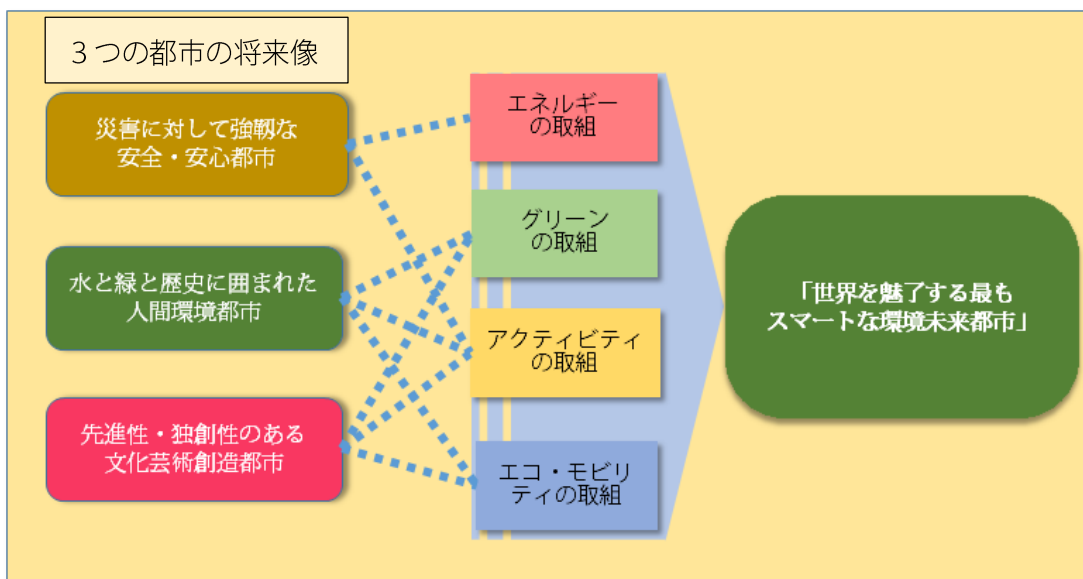 ３つの都市の将来像
災害に対して強靱な
安全・安心都市
水と緑と歴史に囲まれた
人間環境都市
先進性・独創性のある
文化芸術創造都市
エネルギー
の取組
グリーン
の取組
アクティビティ
の取組
エコ・モビリ
ティの取組
「世界を魅了する最も
スマートな環境未来都市」